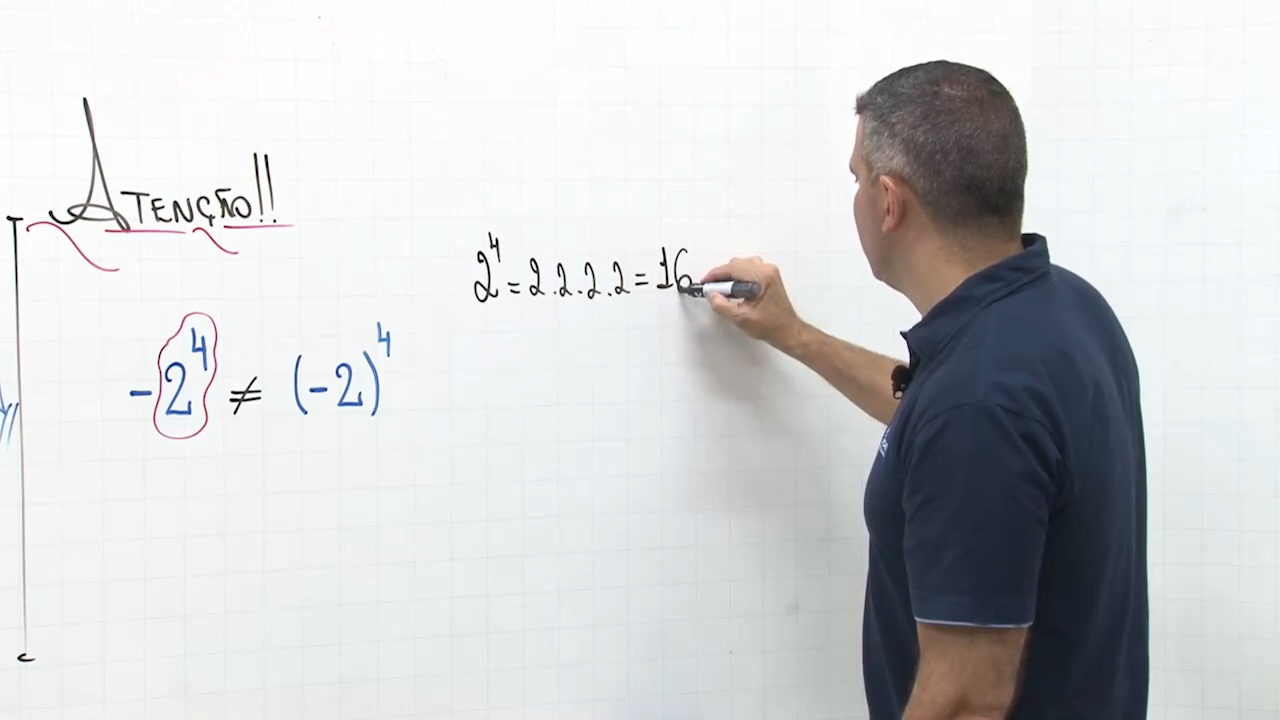 ATENÇÃO!!
2⁴ = 2.2.2.2 = 16
-2⁴ ≠ (-2)⁴